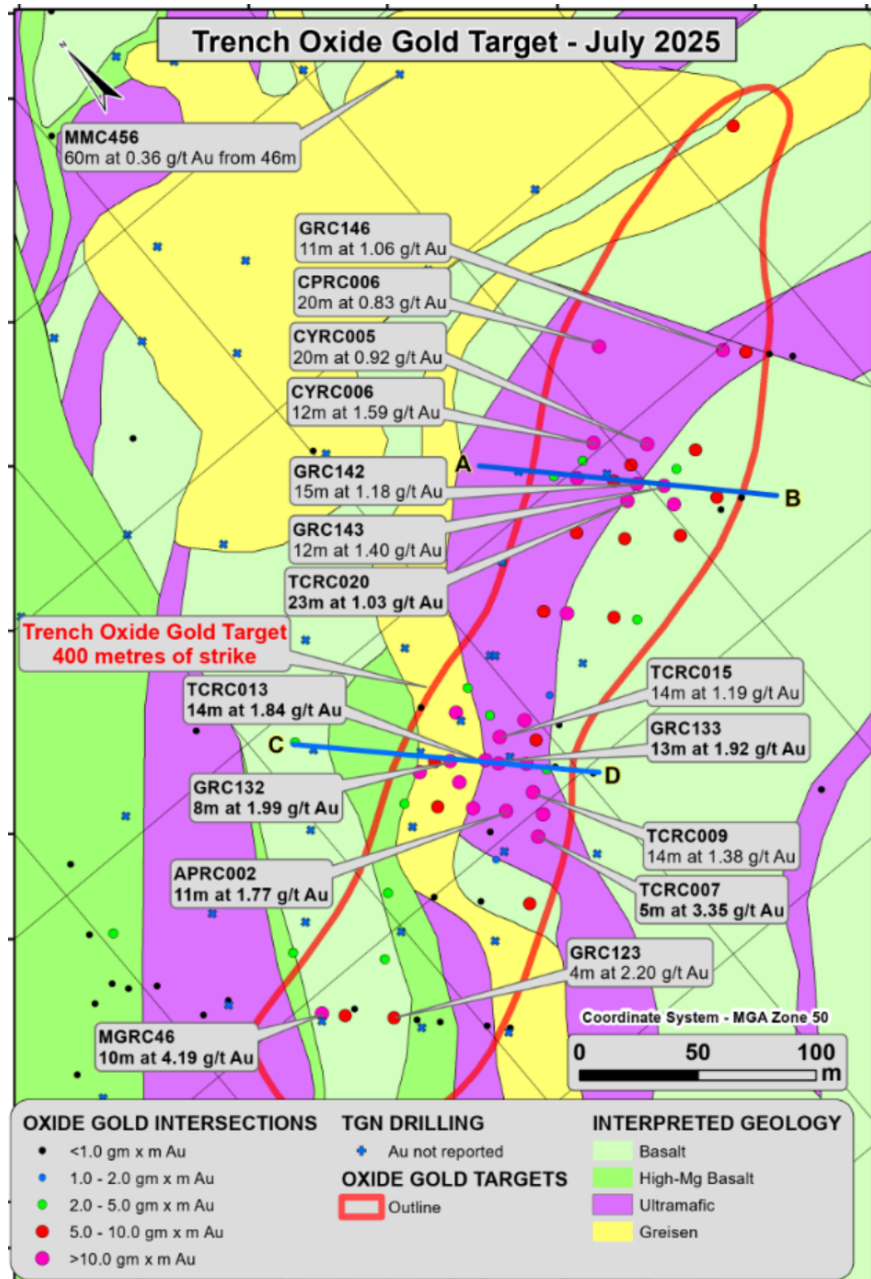 Trench Oxide Gold Target - July 2025
N
MMC456
60m at 0.36 g/t Au from 46m
GRC146
11m at 1.06 g/t Au
CPRC006
20m at 0.83 g/t Au
CYRC005
20m at 0.92 g/t Au
CYRC006
12m at 1.59 g/t Au
A
B
GRC142
15m at 1.18 g/t Au
GRC143
12m at 1.40 g/t Au
TCRC020
23m at 1.03 g/t Au
Trench Oxide Gold Target
400 metres of strike
TCRC013
14m at 1.84 g/t Au
TCRC015
14m at 1.19 g/t Au
GRC133
13m at 1.92 g/t Au
C
D
GRC132
8m at 1.99 g/t Au
TCRC009
14m at 1.38 g/t Au
APRC002
11m at 1.77 g/t Au
TCRC007
5m at 3.35 g/t Au
GRC123
4m at 2.20 g/t Au
MGRC46
10m at 4.19 g/t Au
Coordinate System - MGA Zone 50
0 50 100
m
OXIDE GOLD INTERSECTIONS
<1.0 gm x m Au
1.0 - 2.0 gm x m Au
2.0 - 5.0 gm x m Au
5.0 - 10.0 gm x m Au
>10.0 gm x m Au
TGN DRILLING
Au not reported
OXIDE GOLD TARGETS
Outline
INTERPRETED GEOLOGY
Basalt
High-Mg Basalt
Ultramafic
Greisen